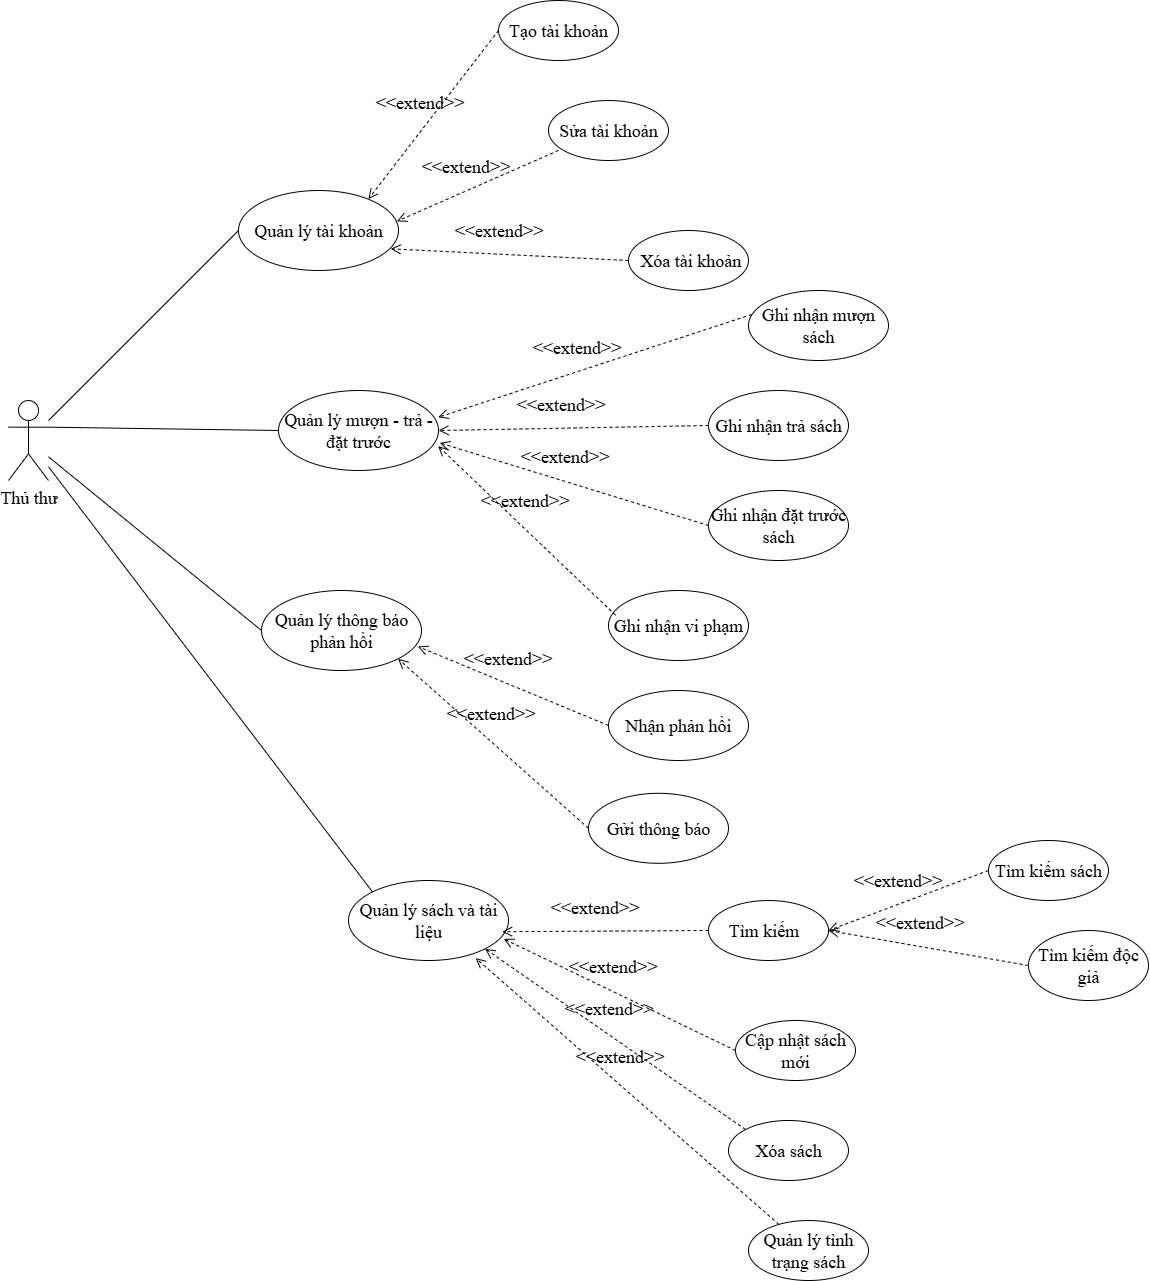 Tạo tài khoản
<<extend>>
Sửa tài khoản
<<extend>>
Quản lý tài khoản
<<extend>>
Xóa tài khoản
Ghi nhận mượn
sách
<<extend>>
Quản lý mượn - trả -
đặt trước
<<extend>>
Ghi nhận trả sách
<<extend>>
Thủ thư
<<extend>>
Ghi nhận đặt trước
sách
Quản lý thông báo
phản hồi
Ghi nhận vi phạm
<<extend>>
<<extend>>
Nhận phản hồi
Gửi thông báo
Quản lý sách và tài
liệu
<<extend>>
Tìm kiếm
<<extend>>
Tìm kiếm sách
<<extend>>
Tìm kiếm độc
giả
<<extend>>
<<extend>>
Cập nhật sách
mới
<<extend>>
Xóa sách
Quản lý tình
trạng sách